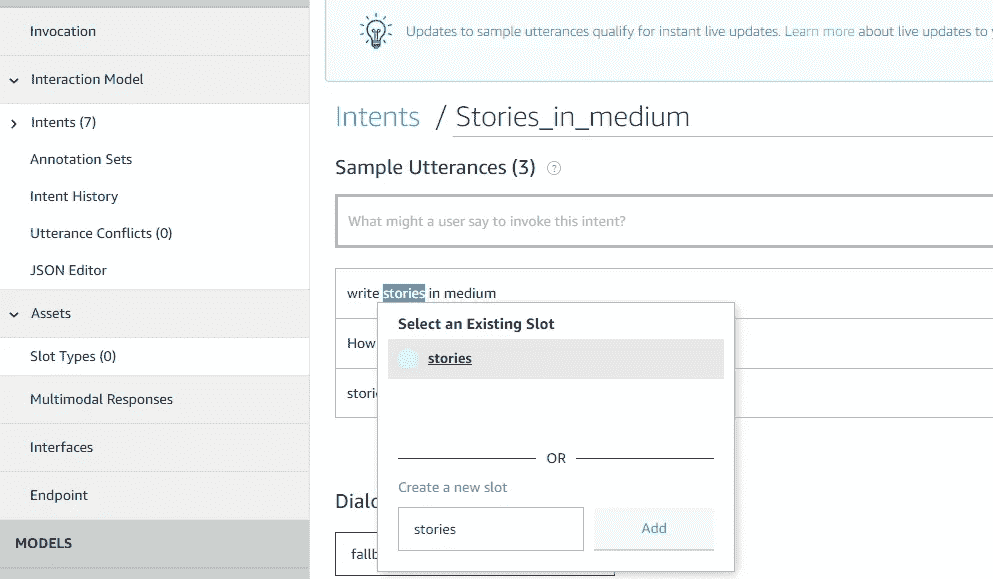 Invocation
Interaction Model
Intents (7)
Annotation Sets
Intent History
Utterance Conflicts (0)
JSON Editor
Assets
Slot Types (0)
Multimodal Responses
Interfaces
Endpoint
MODELS
Updates to sample utterances qualify for instant live updates. Learn more about live updates to
Intents / Stories_in_medium
Sample Utterances (3) ?
What might a user say to invoke this intent?
write stories in medium
How
Select an Existing Slot
stories
OR
Create a new slot
stories
Add